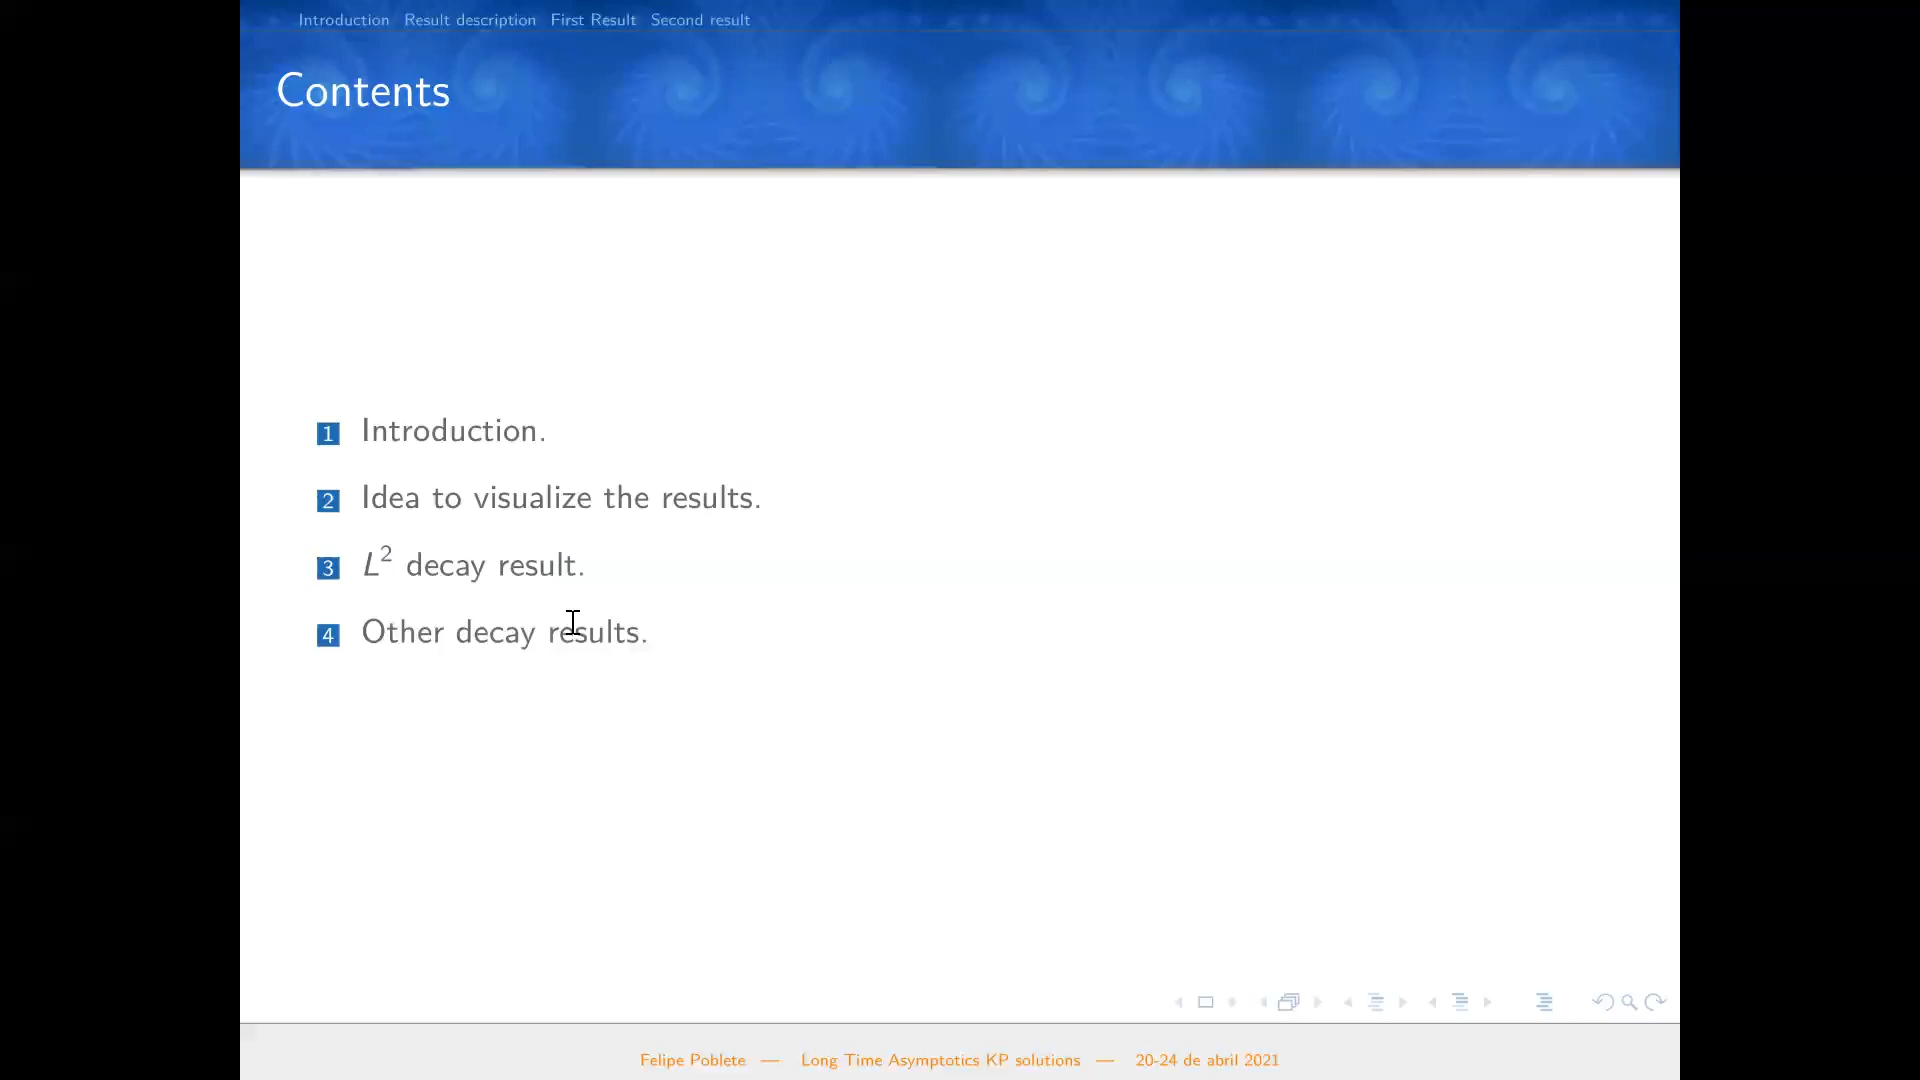 Introduction Result description First Result Second result
Contents
1 Introduction.
2 Idea to visualize the results.
3 L² decay result.
4 Other decay results.
Felipe Poblete — Long Time Asymptotics KP solutions — 20-24 de abril 2021